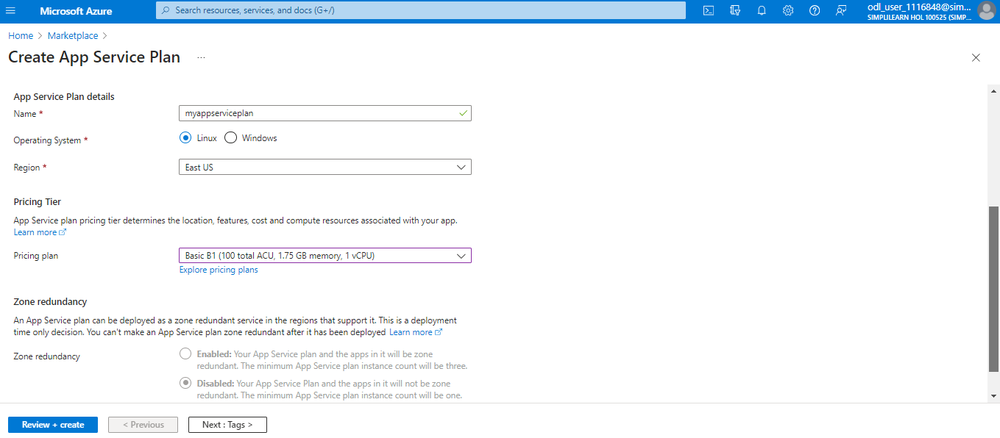 Microsoft Azure
Search resources, services, and docs (G+/)
odl_user_1116848@sim...
SIMPLILEARN HOL 100525 (SIMP...
Home > Marketplace >
Create App Service Plan ...
App Service Plan details
Name *
myappserviceplan
Operating System *
Linux
Windows
Region *
East US
Pricing Tier
App Service plan pricing tier determines the location, features, cost and compute resources associated with your app.
Learn more
Pricing plan
Basic B1 (100 total ACU, 1.75 GB memory, 1 vCPU)
Explore pricing plans
Zone redundancy
An App Service plan can be deployed as a zone redundant service in the regions that support it. This is a deployment
time only decision. You can't make an App Service plan zone redundant after it has been deployed Learn more
Zone redundancy
Enabled: Your App Service plan and the apps in it will be zone
redundant. The minimum App Service plan instance count will be three.
Disabled: Your App Service Plan and the apps in it will not be zone
redundant. The minimum App Service plan instance count will be one.
Review + create
< Previous
Next : Tags >